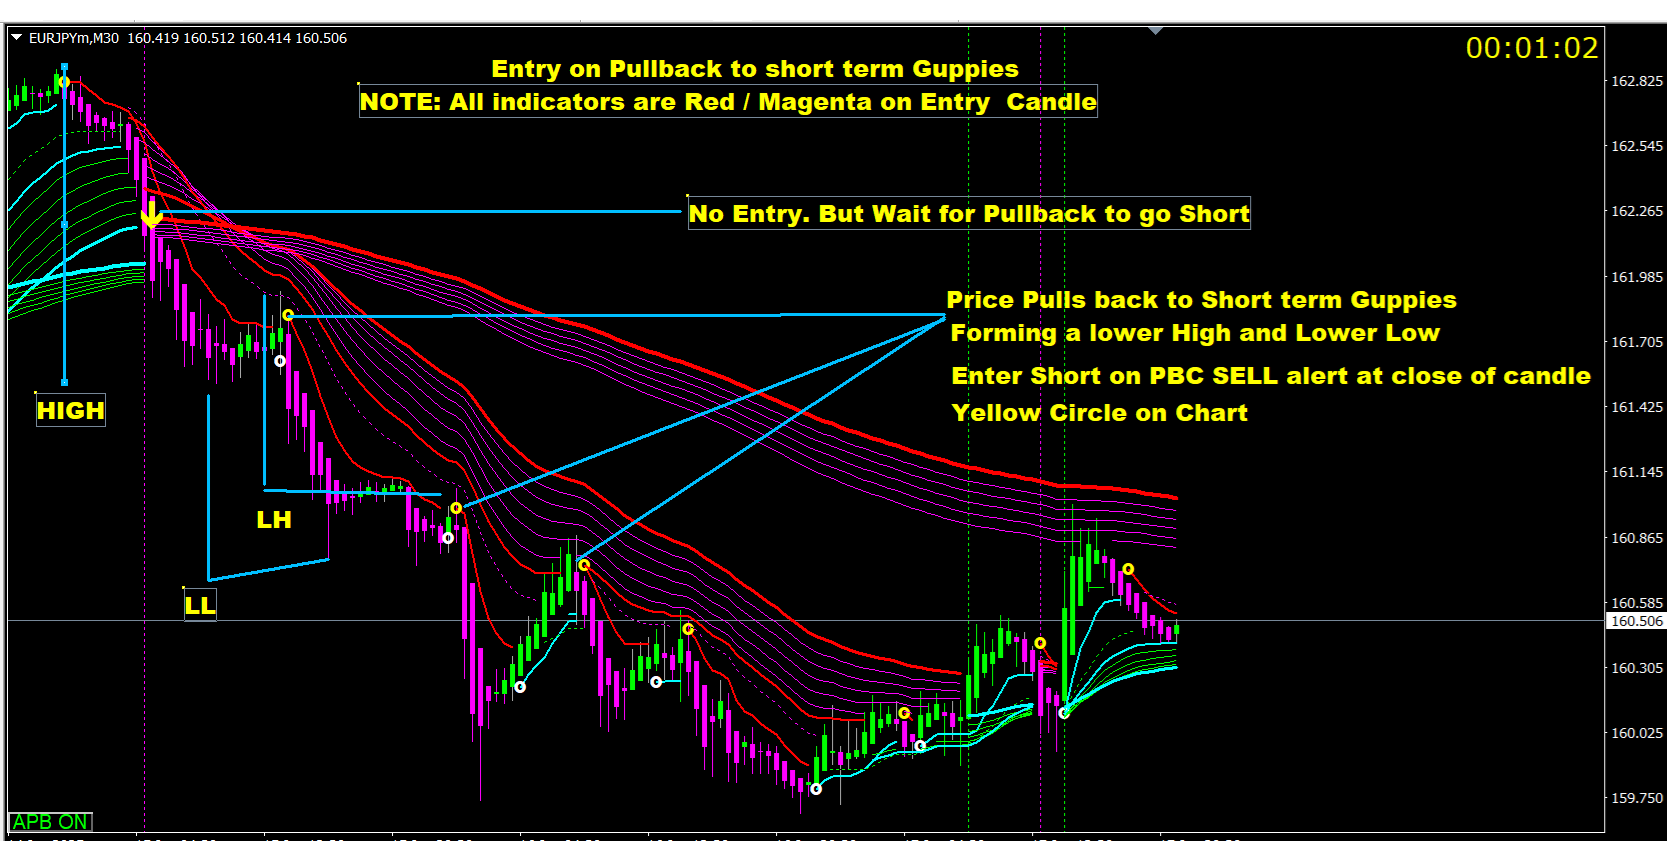 EURJPYm,M30 160.419 160.512 160.414 160.506
00:01:02
Entry on Pullback to short term Guppies
NOTE: All indicators are Red / Magenta on Entry Candle
No Entry. But Wait for Pullback to go Short
Price Pulls back to Short term Guppies
Forming a lower High and Lower Low
Enter Short on PBC SELL alert at close of candle
Yellow Circle on Chart
HIGH
LH
LL
162.825
162.545
162.265
161.985
161.705
161.425
161.145
160.865
160.585
160.506
160.305
160.025
159.750
APB ON